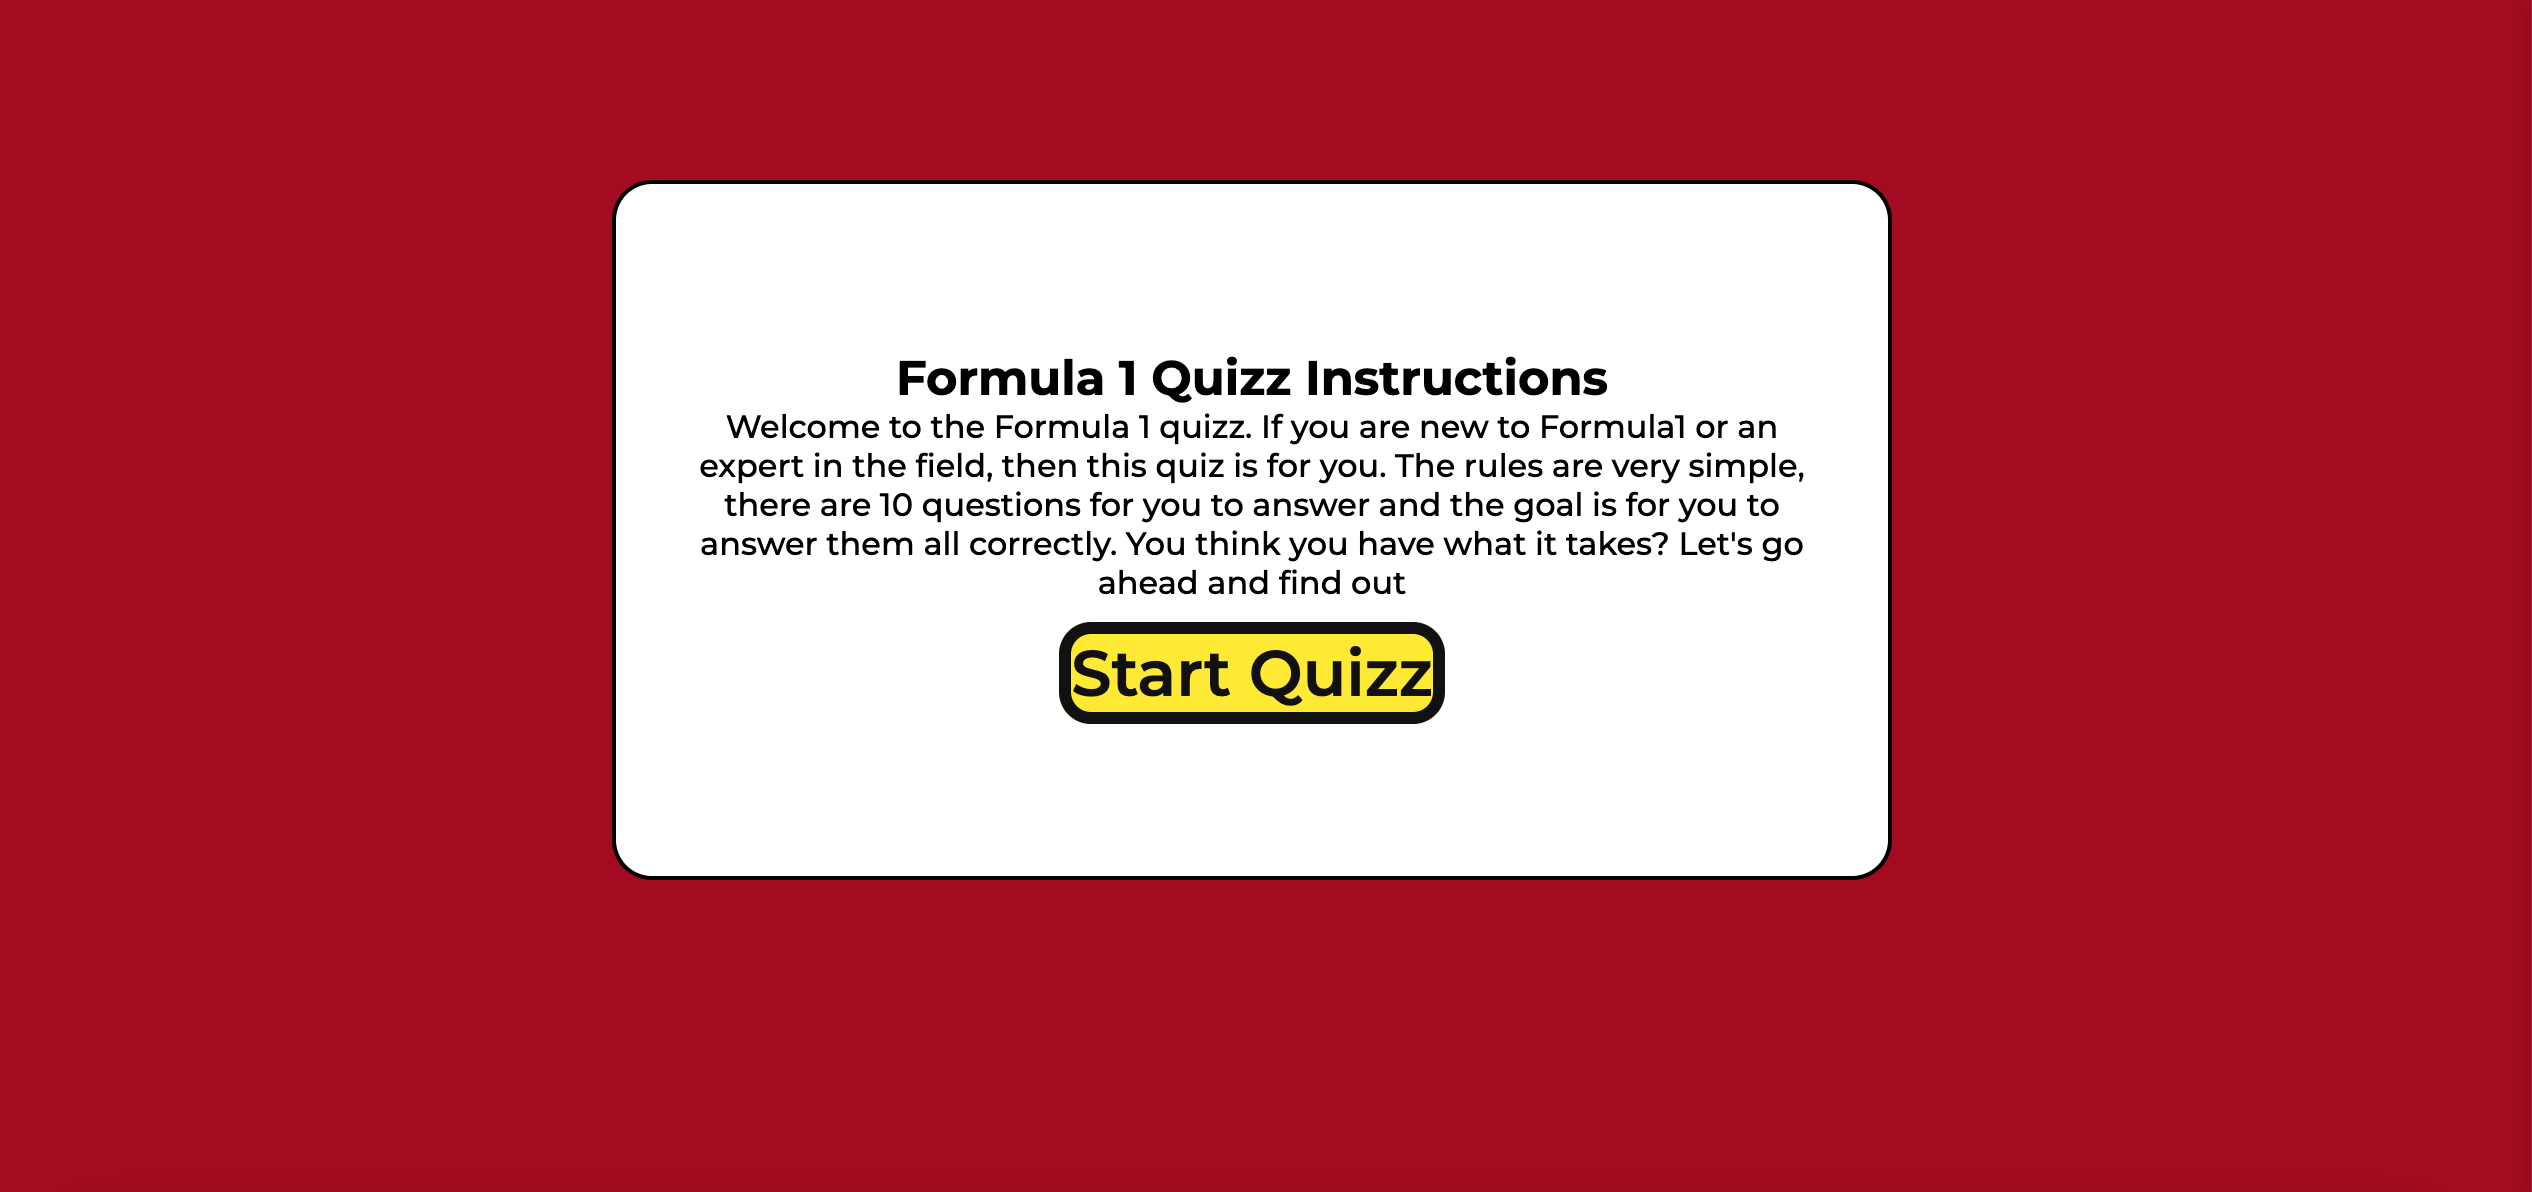 Formula 1 Quizz Instructions
Welcome to the Formula 1 quizz. If you are new to Formula1 or an
expert in the field, then this quiz is for you. The rules are very simple,
there are 10 questions for you to answer and the goal is for you to
answer them all correctly. You think you have what it takes? Let's go
ahead and find out
Start Quizz